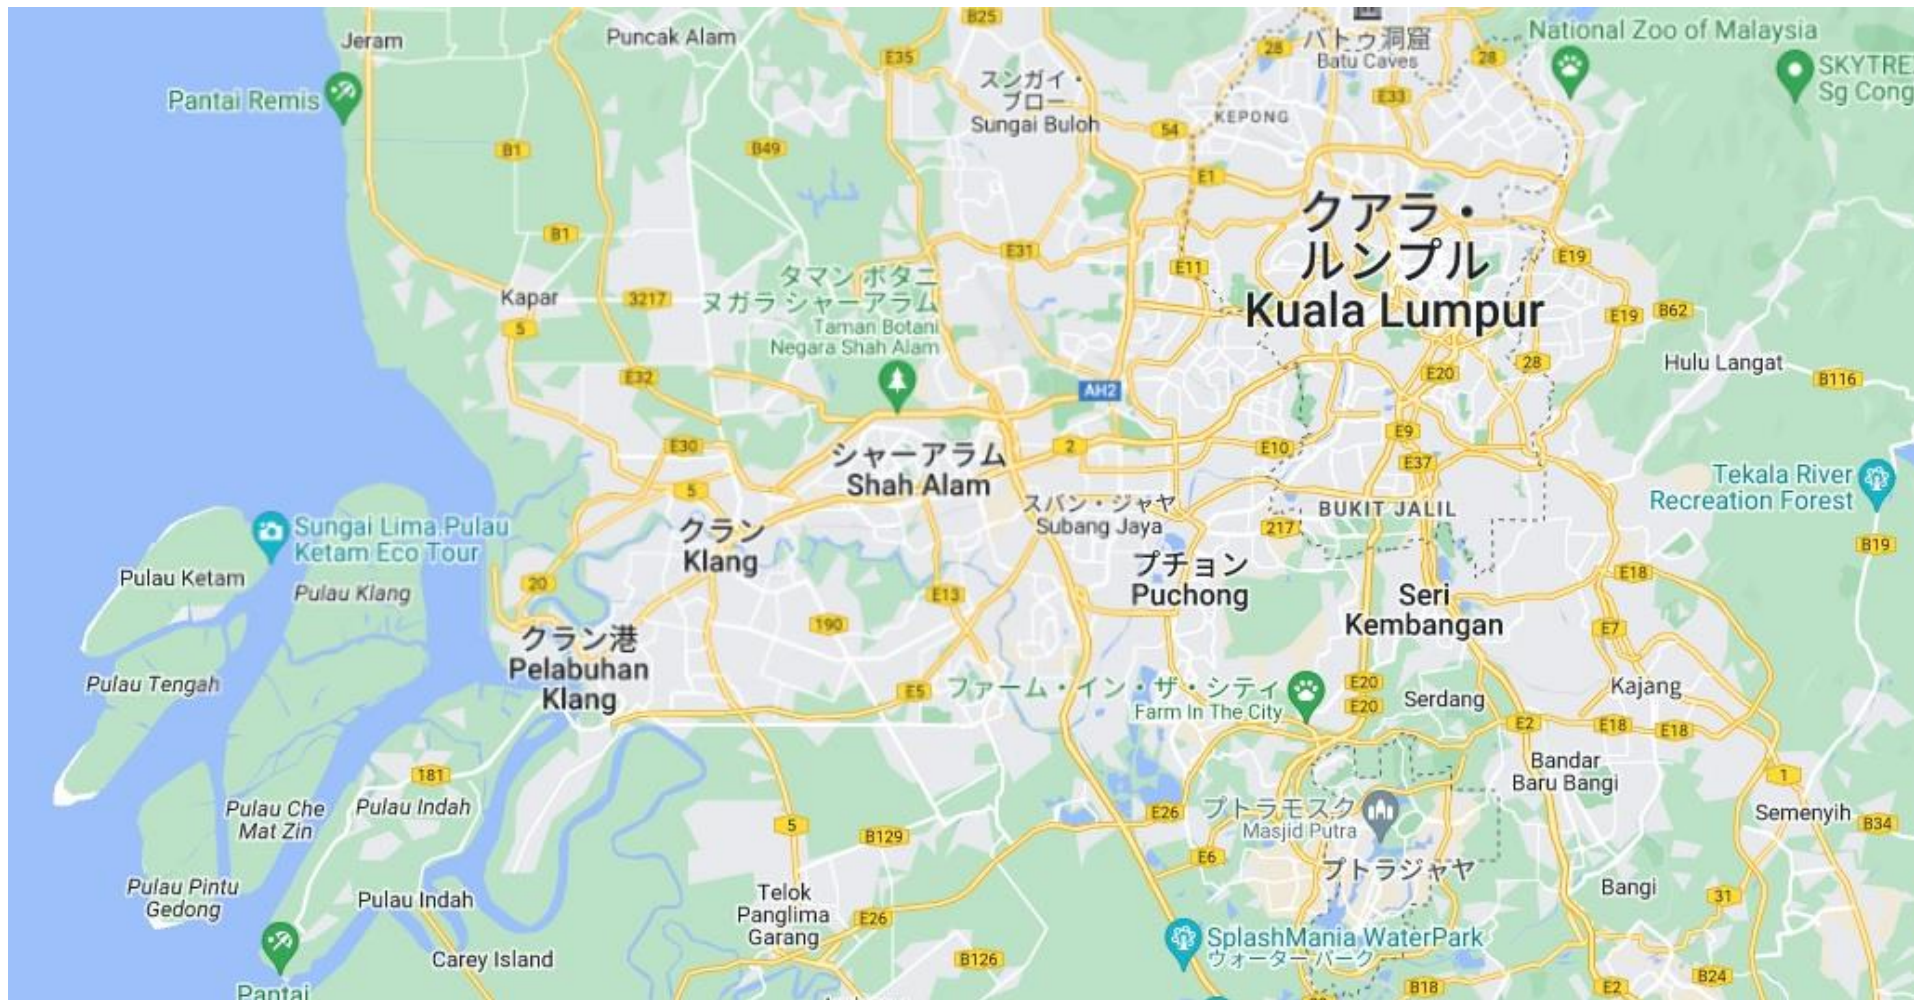 B25
Jeram
Puncak Alam
28
バトゥ洞窟
Batu Caves
28
National Zoo of Malaysia
E35
スンガイ・
ブロー
Sungai Buloh
SKYTRE
Sg Cong
Pantai Remis
E33
KEPONG
54
B1
B49
E1
クアラ・
ルンプル
Kuala Lumpur
B1
E31
E11
E19
タマン ボタニ
ヌガラ シャーアラム
Taman Botani
Negara Shah Alam
Kapar
3217
5
E19
B62
E32
AH2
E20
28
Hulu Langat
B116
E30
シャーアラム
Shah Alam
2
E10
E9
E37
Tekala River
Recreation Forest
5
スバン・ジャヤ
Subang Jaya
BUKIT JALIL
217
クラン
Klang
Sungai Lima,Pulau
Ketam Eco Tour
B19
プチョン
Puchong
Pulau Ketam
20
Pulau Klang
E13
Seri
Kembangan
E18
190
E7
クラン港
Pelabuhan
Klang
Pulau Tengah
E5
ファーム・イン・ザ・シティ
Farm In The City
E20
E20
Serdang
Kajang
E2
E18
E18
Bandar
Baru Bangi
181
1
Pulau Che
Mat Zin
Pulau Indah
E26
プトラモスク
Masjid Putra
Semenyih
B34
5
B129
E6
プトラジャヤ
Pulau Pintu
Gedong
Pulau Indah
Telok
Panglima
Garang
E26
Bangi
31
SplashMania WaterPark
ウォーター パーク
Carey Island
B126
B24
Pantai
B18
E2